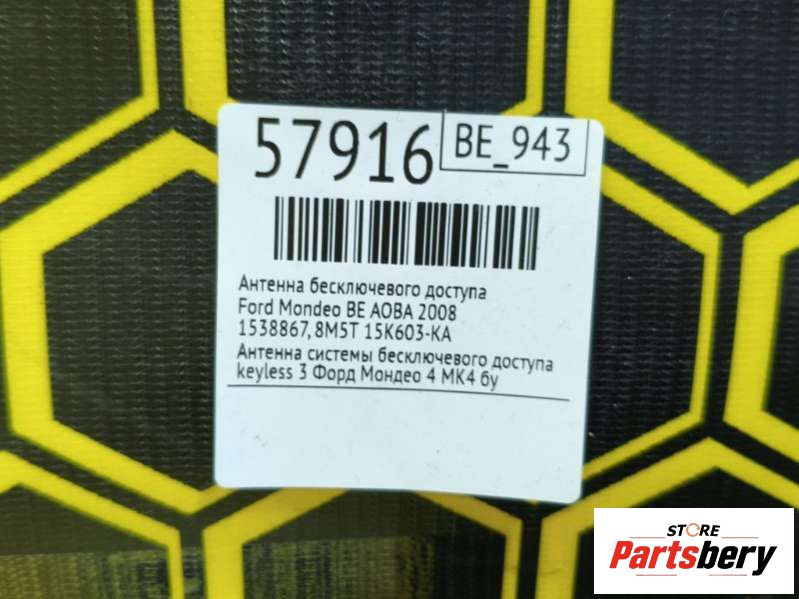 57916
BE_943
Антенна бесключевого доступа
Ford Mondeo BE AOBA 2008
1538867, 8M5T 15K603-KA
Антенна системы бесключевого доступа
keyless 3 Форд Мондео 4 МК4 бу
STORE
Partsbery